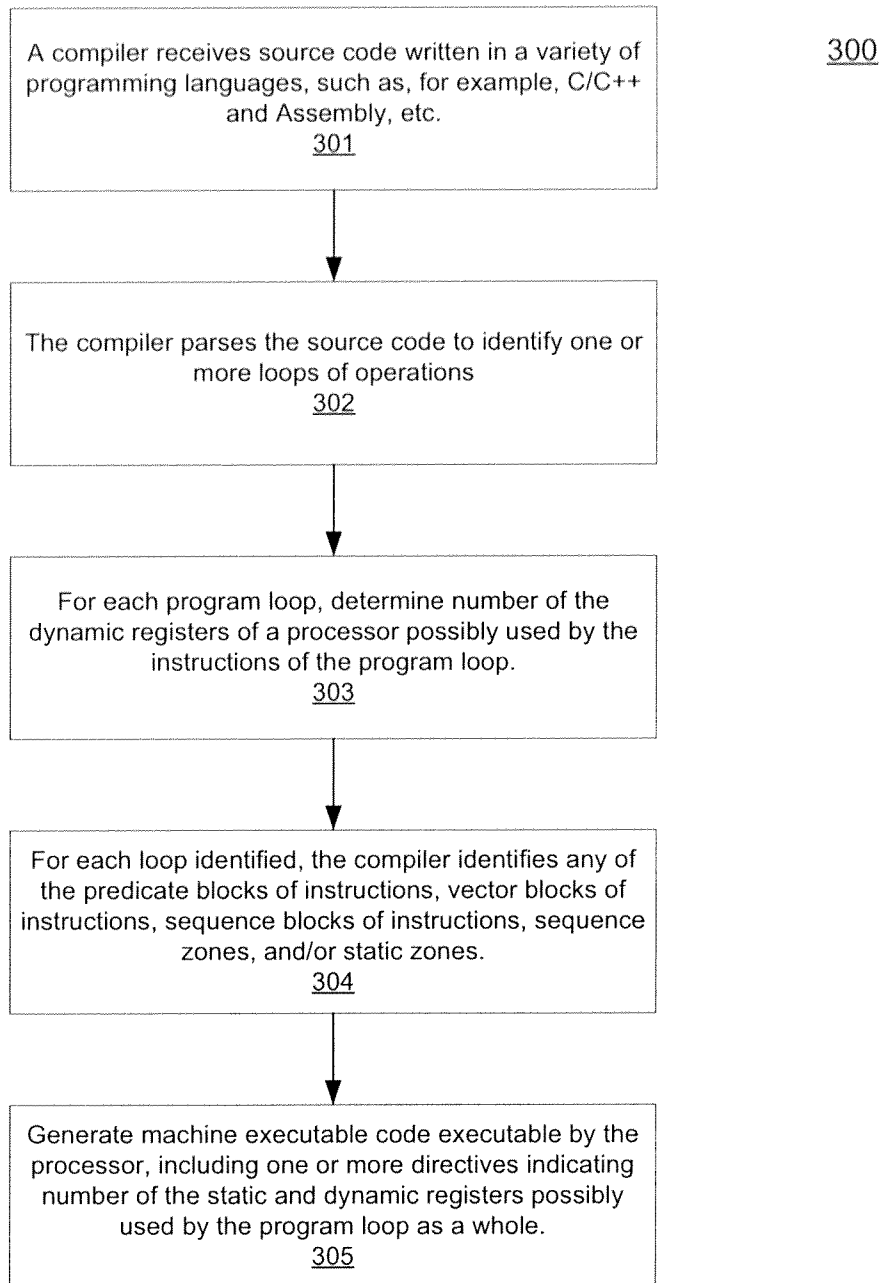 300
A compiler receives source code written in a variety of
programming languages, such as, for example, C/C++
and Assembly, etc.
301
The compiler parses the source code to identify one or
more loops of operations
302
For each program loop, determine number of the
dynamic registers of a processor possibly used by the
instructions of the program loop.
303
For each loop identified, the compiler identifies any of
the predicate blocks of instructions, vector blocks of
instructions, sequence blocks of instructions, sequence
zones, and/or static zones.
304
Generate machine executable code executable by the
processor, including one or more directives indicating
number of the static and dynamic registers possibly
used by the program loop as a whole.
305